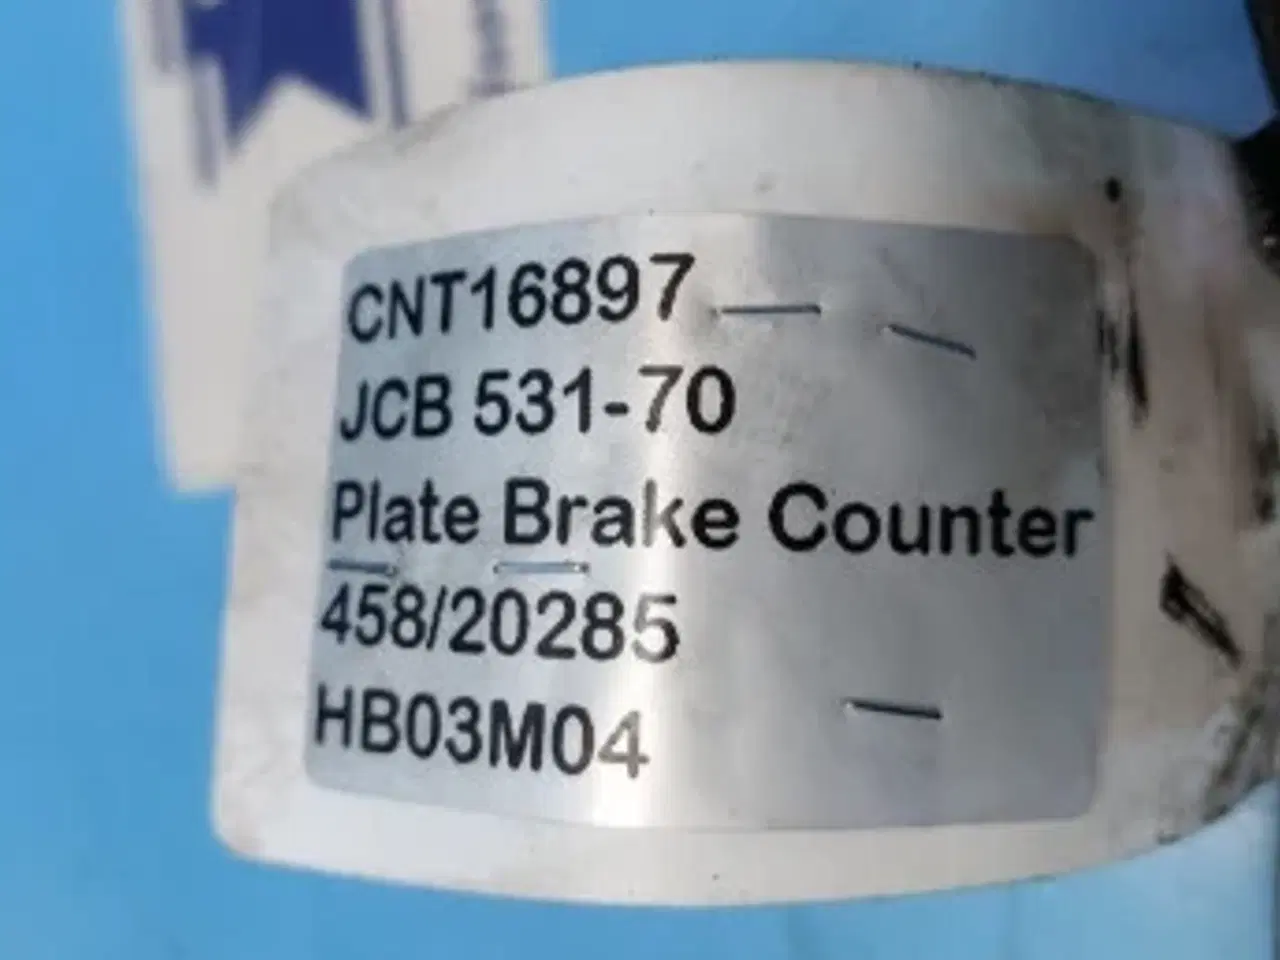 CNT16897
JCB 531-70
Plate Brake Counter
458/20285
HB03M04